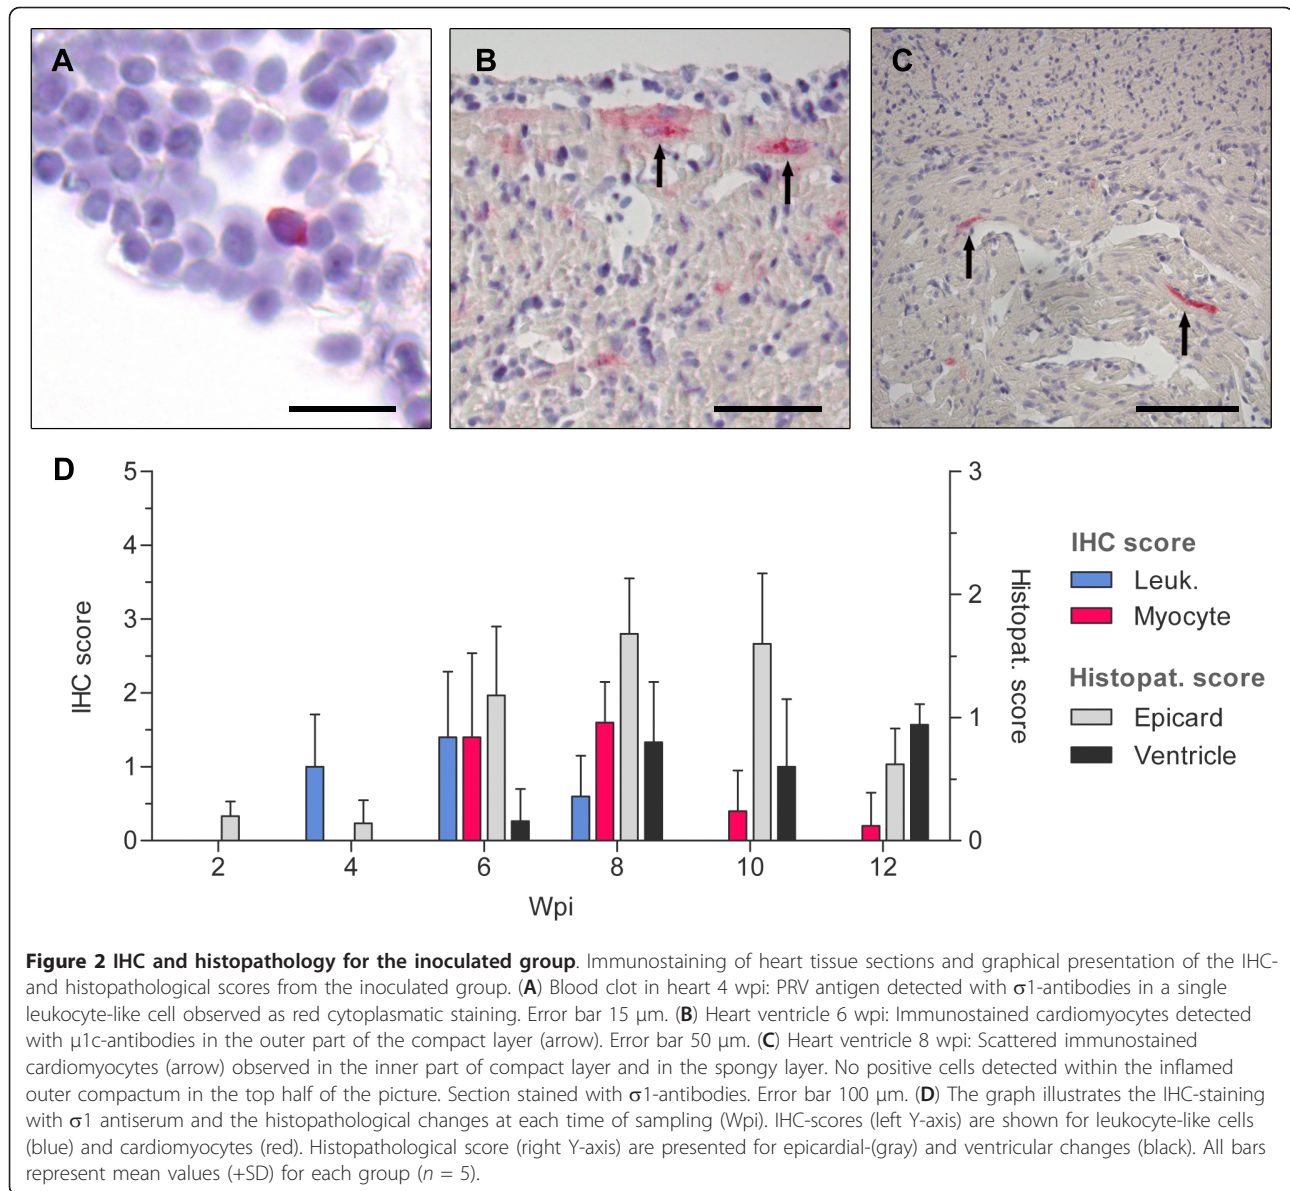 A
B
C
D
5
4
3
2
1
0
IHC score
3
2
1
0
Histopat. score
IHC score
Leuk.
Myocyte
Histopat. score
Epicard
Ventricle
2 4 6 8 10 12
Wpi
Figure 2 IHC and histopathology for the inoculated group. Immunostaining of heart tissue sections and graphical presentation of the IHC-
and histopathological scores from the inoculated group. (A) Blood clot in heart 4 wpi: PRV antigen detected with σ1-antibodies in a single
leukocyte-like cell observed as red cytoplasmatic staining. Error bar 15 μm. (B) Heart ventricle 6 wpi: Immunostained cardiomyocytes detected
with μ1c-antibodies in the outer part of the compact layer (arrow). Error bar 50 μm. (C) Heart ventricle 8 wpi: Scattered immunostained
cardiomyocytes (arrow) observed in the inner part of compact layer and in the spongy layer. No positive cells detected within the inflamed
outer compactum in the top half of the picture. Section stained with σ1-antibodies. Error bar 100 μm. (D) The graph illustrates the IHC-staining
with σ1 antiserum and the histopathological changes at each time of sampling (Wpi). IHC-scores (left Y-axis) are shown for leukocyte-like cells
(blue) and cardiomyocytes (red). Histopathological score (right Y-axis) are presented for epicardial-(gray) and ventricular changes (black). All bars
represent mean values (+SD) for each group (n = 5).